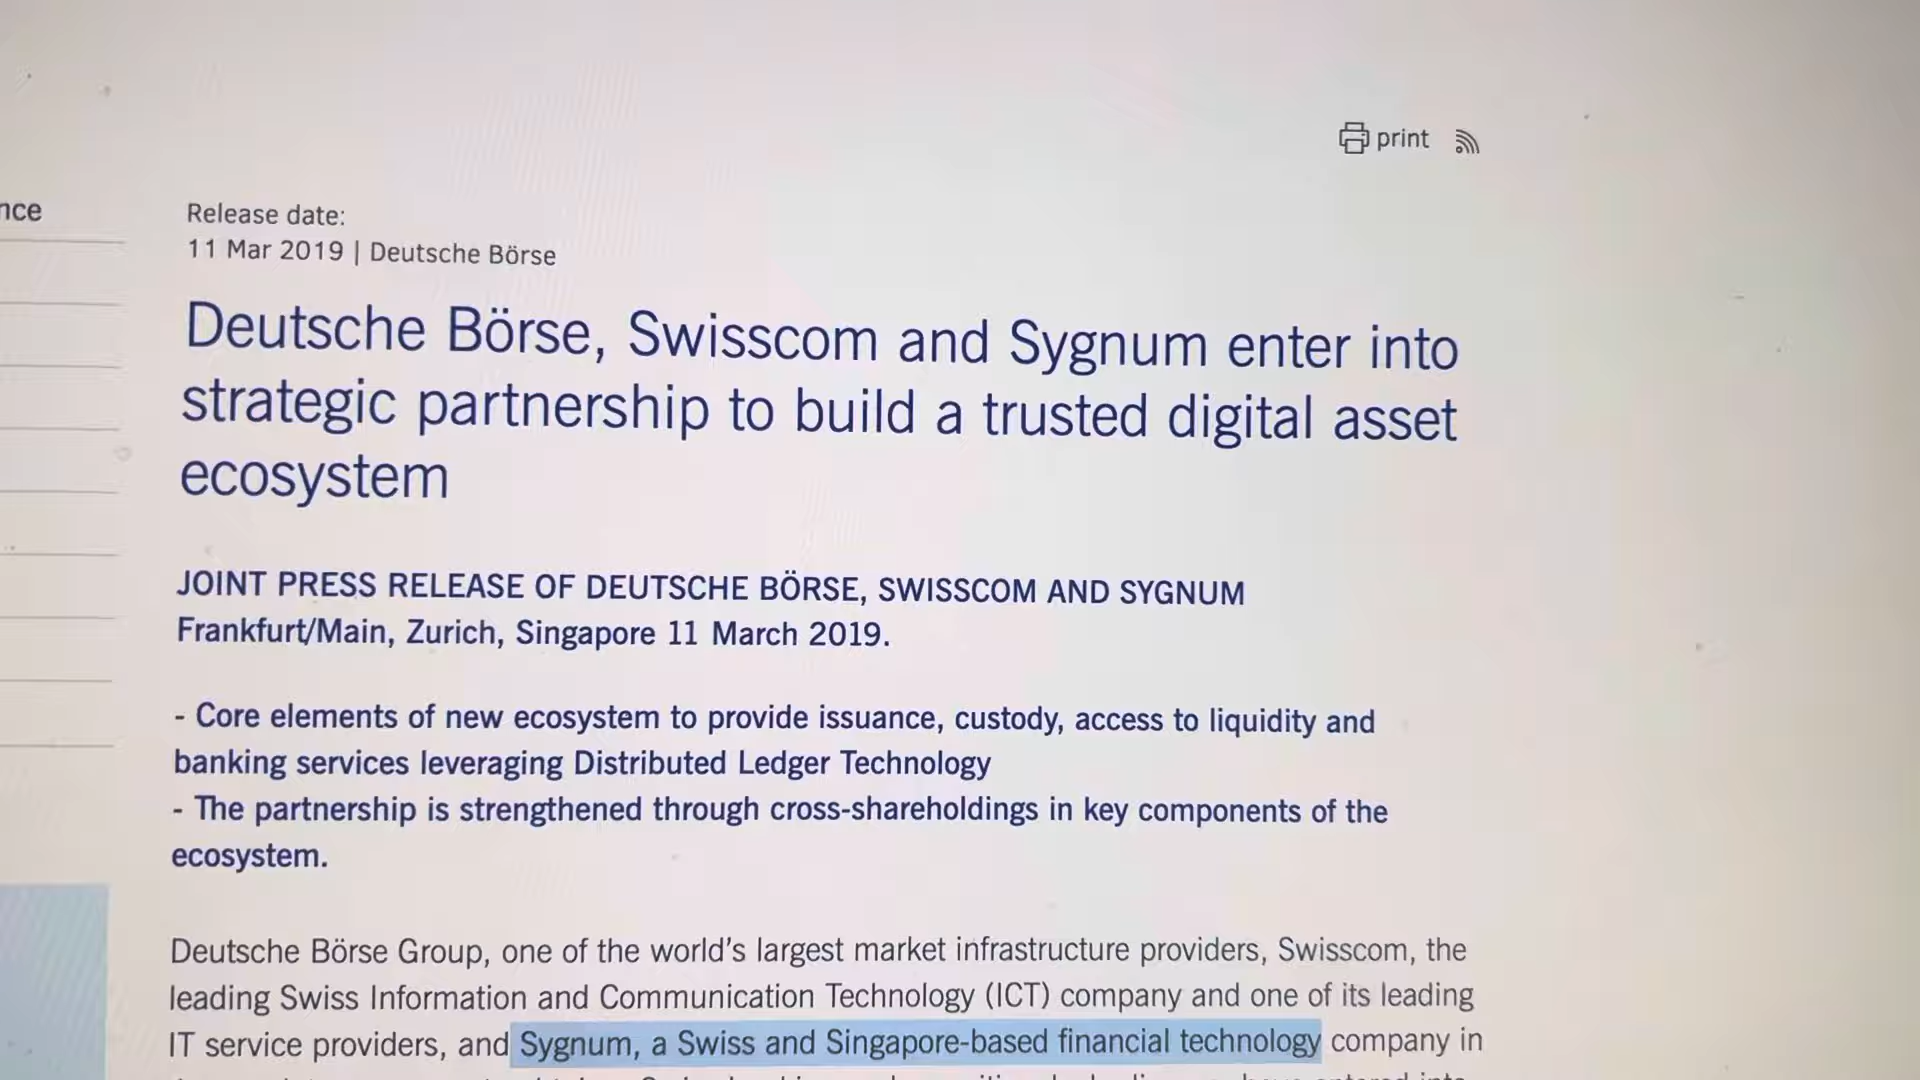 print
nce
Release date:
11 Mar 2019 | Deutsche Börse
Deutsche Börse, Swisscom and Sygnum enter into
strategic partnership to build a trusted digital asset
ecosystem
JOINT PRESS RELEASE OF DEUTSCHE BÖRSE, SWISSCOM AND SYGNUM
Frankfurt/Main, Zurich, Singapore 11 March 2019.
- Core elements of new ecosystem to provide issuance, custody, access to liquidity and
banking services leveraging Distributed Ledger Technology
- The partnership is strengthened through cross-shareholdings in key components of the
ecosystem.
Deutsche Börse Group, one of the world's largest market infrastructure providers, Swisscom, the
leading Swiss Information and Communication Technology (ICT) company and one of its leading
IT service providers, and Sygnum, a Swiss and Singapore-based financial technology company in